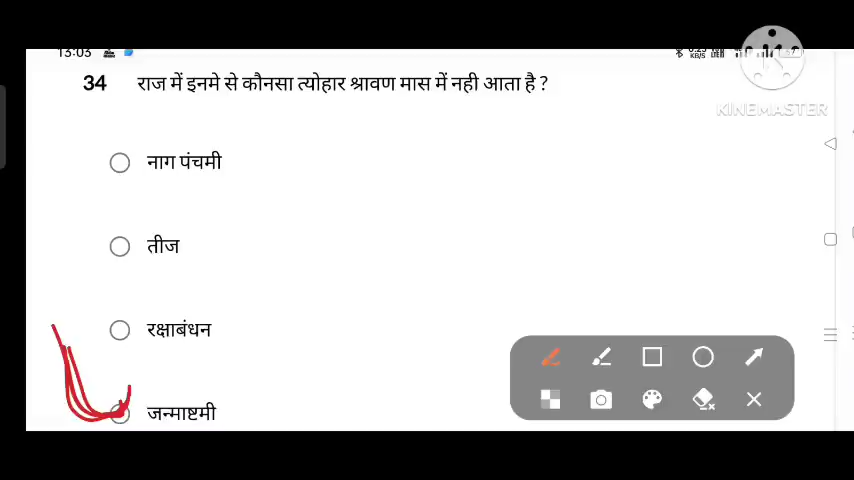 13:03
34 राज में इनमे से कौनसा त्योहार श्रावण मास में नही आता है ?
KINEMASTER
नाग पंचमी
तीज
रक्षाबंधन
जन्माष्टमी